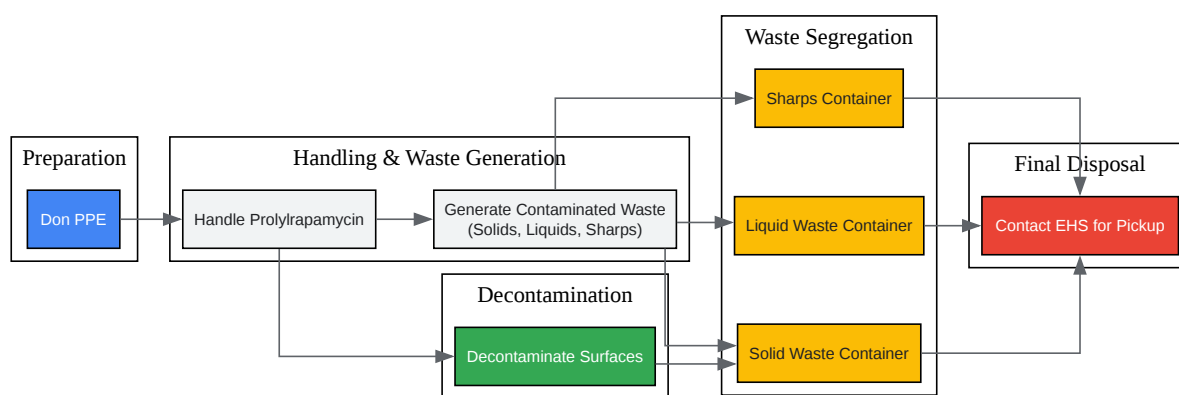 Waste Segregation
Sharps Container
Preparation
Handling & Waste Generation
Final Disposal
Don PPE
Handle Prolylrapamycin
Generate Contaminated Waste
(Solids, Liquids, Sharps)
Liquid Waste Container
Contact EHS for Pickup
Decontamination
Decontaminate Surfaces
Solid Waste Container